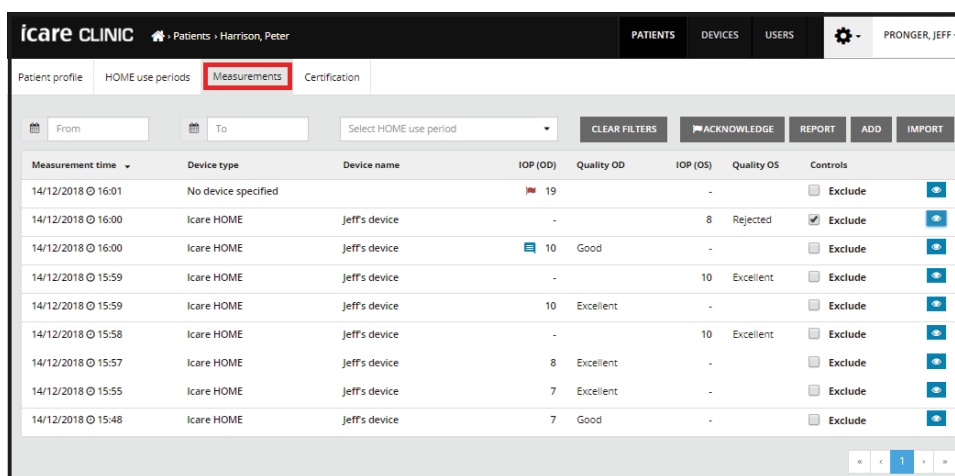 icare CLINIC › Patients › Harrison, Peter PATIENTS DEVICES USERS PRONGER, JEFF
Patient profile HOME use periods Measurements Certification
From To Select HOME use period CLEAR FILTERS ACKNOWLEDGE REPORT ADD IMPORT
Measurement time Device type Device name IOP (OD) Quality OD IOP (OS) Quality OS Controls
14/12/2018 16:01 No device specified 19 - Exclude
14/12/2018 16:00 Icare HOME Jeff's device - 8 Rejected Exclude
14/12/2018 16:00 Icare HOME Jeff's device 10 Good - Exclude
14/12/2018 15:59 Icare HOME Jeff's device - 10 Excellent Exclude
14/12/2018 15:59 Icare HOME Jeff's device 10 Excellent - Exclude
14/12/2018 15:58 Icare HOME Jeff's device - 10 Excellent Exclude
14/12/2018 15:57 Icare HOME Jeff's device 8 Excellent - Exclude
14/12/2018 15:55 Icare HOME Jeff's device 7 Excellent - Exclude
14/12/2018 15:48 Icare HOME Jeff's device 7 Good - Exclude
« ‹ 1 › »